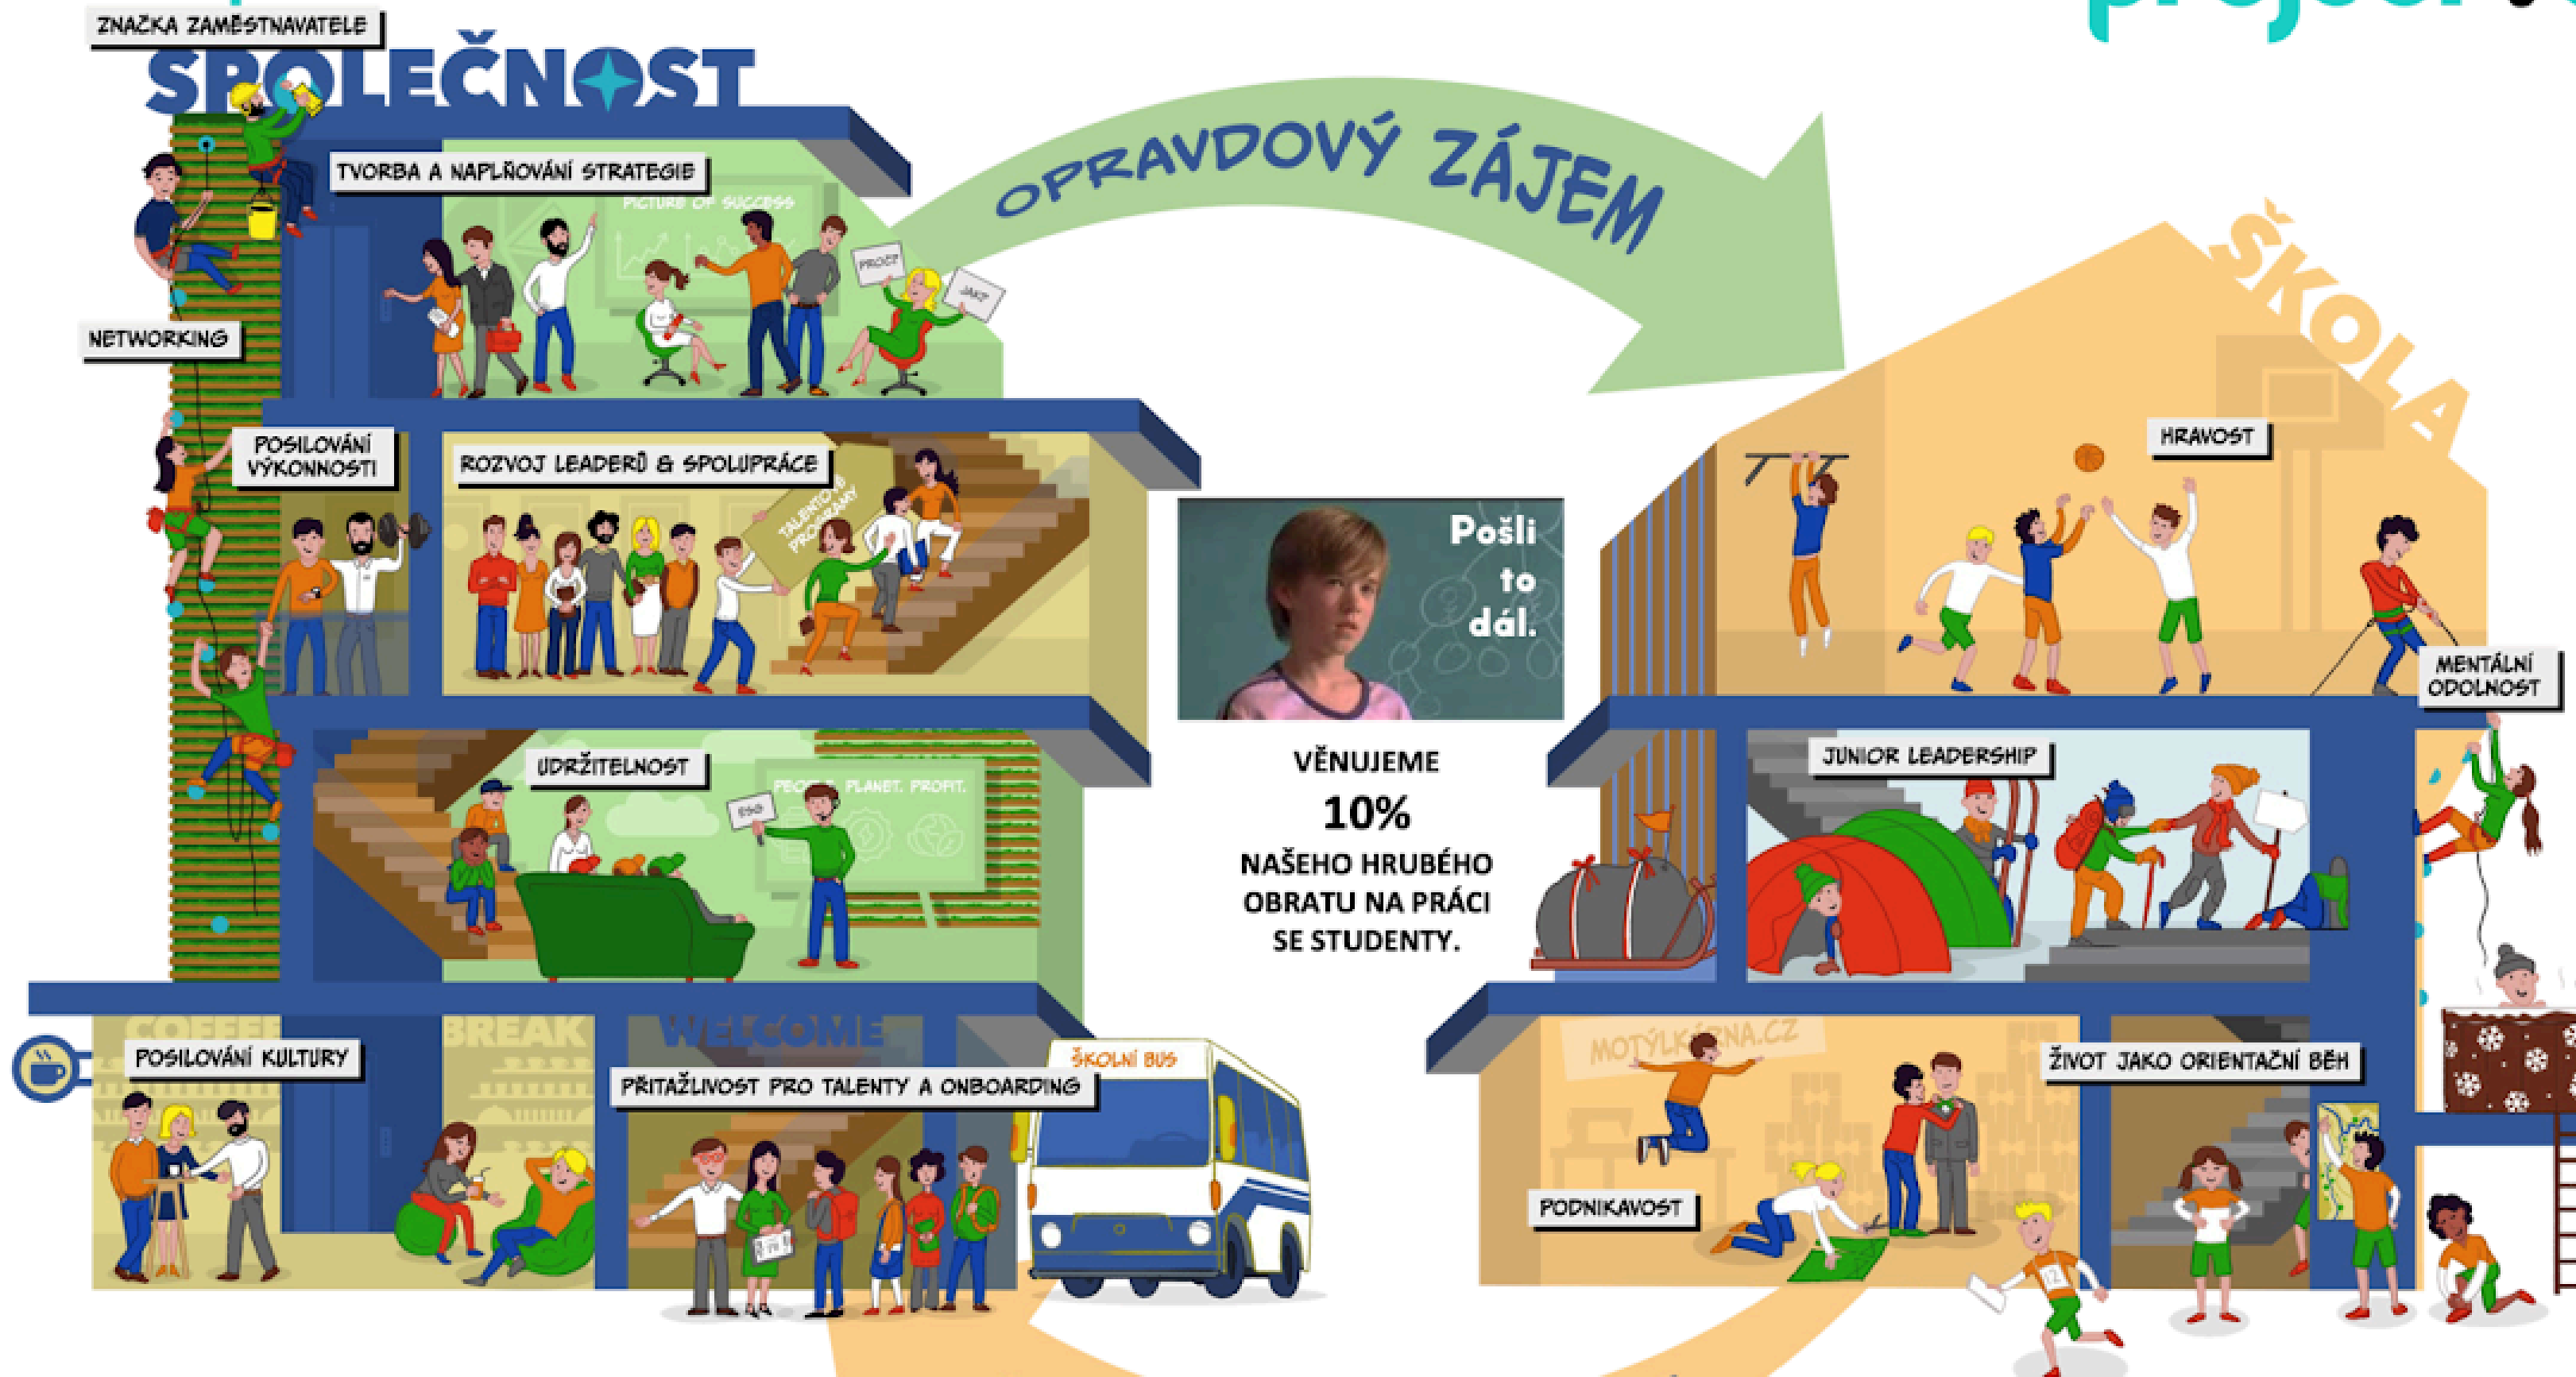 ZNAČKA ZAMĚSTNAVATELE
SPOLEČNOST
TVORBA A NAPLŇOVÁNÍ STRATEGIE
PICTURE OF SUCCESS
PROČ?
JAK?
NETWORKING
OPRAVDOVÝ ZÁJEM
ŠKOLA
POSILOVÁNÍ
VÝKONNOSTI
ROZVOJ LEADERŮ & SPOLUPRÁCE
TALENTOVÉ
PROGRAMY
Pošli
to
dál.
VĚNUJEME
10%
NAŠEHO HRUBÉHO
OBRATU NA PRÁCI
SE STUDENTY.
HRAVOST
MENTÁLNÍ
ODOLNOST
UDRŽITELNOST
PEOPLE. PLANET. PROFIT.
ESG
JUNIOR LEADERSHIP
COFFEE
BREAK
WELCOME
POSILOVÁNÍ KULTURY
ŠKOLNÍ BUS
PŘITAŽLIVOST PRO TALENTY A ONBOARDING
MOTÝLKÁRNA.CZ
ŽIVOT JAKO ORIENTAČNÍ BĚH
PODNIKAVOST
12